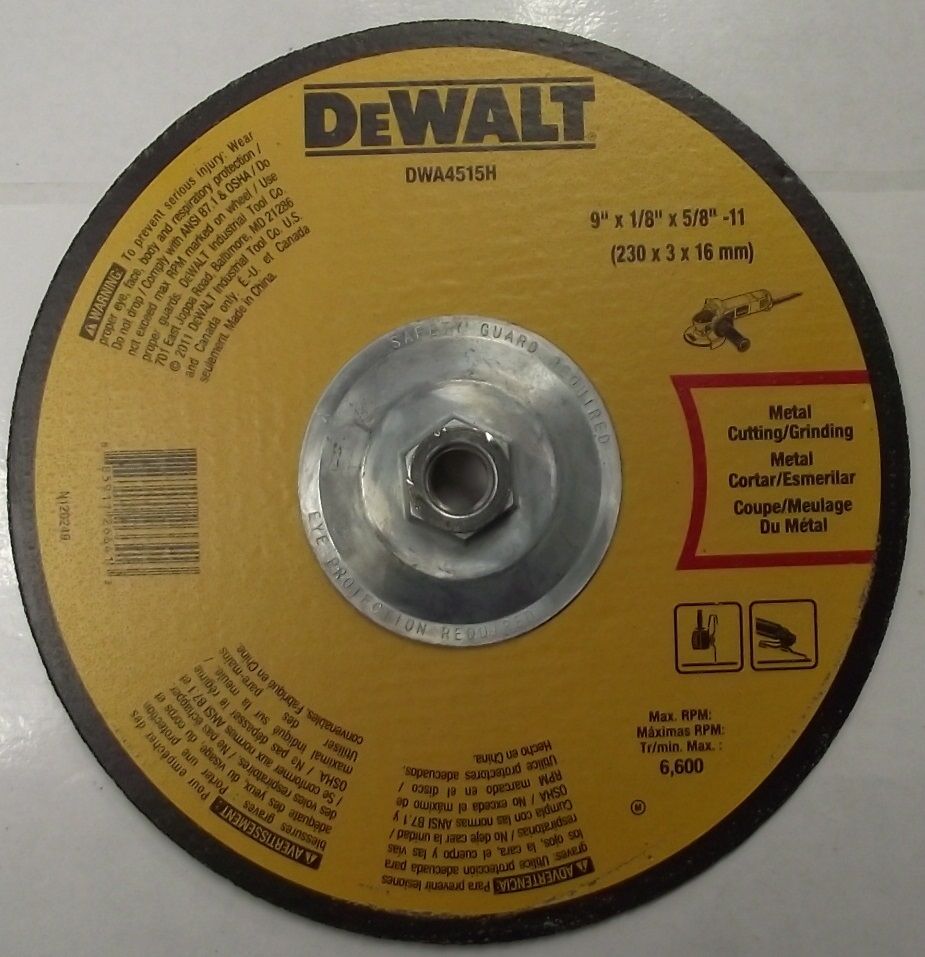 DEWALT
DWA4515H
9" x 1/8" x 5/8" -11
(230 x 3 x 16 mm)
WARNING: To prevent serious injury: Wear
proper eye, face, body and respiratory protection /
Do not drop / Comply with ANSI B7.1 & OSHA / Do
not exceed max RPM marked on wheel / Use
proper guards. DEWALT Industrial Tool Co.
701 East Joppa Road, Baltimore, MD 21286
© 2011 DEWALT Industrial Tool Co. U.S.
and Canada only. É.-U. et Canada
seulement. Made in China.
SAFETY GUARD REQUIRED
EYE PROTECTION REQUIRED
Metal
Cutting/Grinding
Metal
Cortar/Esmerilar
Coupe/Meulage
Du Métal
N120249
Max. RPM:
Máximas RPM:
Tr/min. Max. :
6,600
M
AVERTISSEMENT: Pour empêcher des
blessures graves : Porter une protection
adéquate des yeux, du visage, du corps et
des voies respiratoires / Ne pas échapper
/ Se conformer aux normes ANSI B7.1 et
OSHA / Ne pas dépasser le régime
maximal indiqué sur la meule. /
Utiliser des pare-mains
convenables. Fabriqué en Chine.
ADVERTENCIA: Para prevenir lesiones
graves: Utilice protección adecuada para
los ojos, la cara, el cuerpo y las vías
respiratorias / No deje caer la unidad /
Cumpla con las normas ANSI B7.1 y
OSHA / No exceda el máximo de
RPM marcado en el disco /
Utilice protectores adecuados.
Hecho en China.